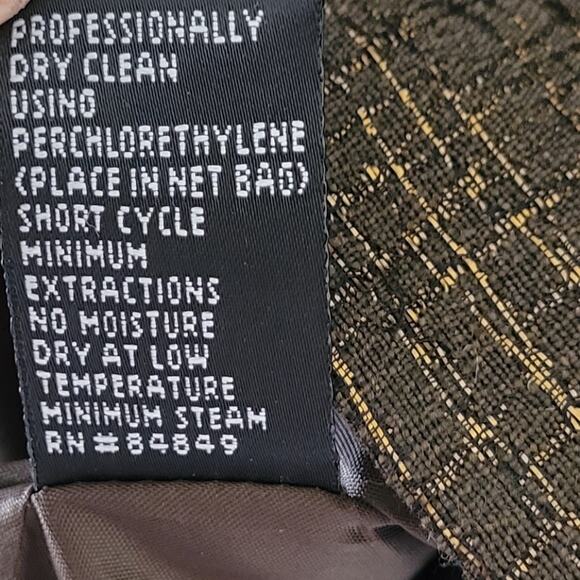 PROFESSIONALLY
DRY CLEAN
USING
PERCHLORETHYLENE
(PLACE IN NET BAG)
SHORT CYCLE
MINIMUM
EXTRACTIONS
NO MOISTURE
DRY AT LOW
TEMPERATURE
MINIMUM STEAM
RN #84849